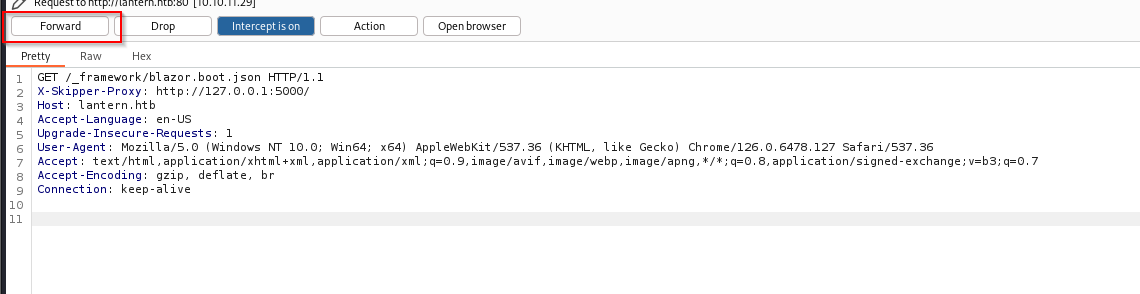 Request to http://lantern.htb:80 [10.10.11.29]
Forward Drop Intercept is on Action Open browser
Pretty Raw Hex
1 GET /_framework/blazor.boot.json HTTP/1.1
2 X-Skipper-Proxy: http://127.0.0.1:5000/
3 Host: lantern.htb
4 Accept-Language: en-US
5 Upgrade-Insecure-Requests: 1
6 User-Agent: Mozilla/5.0 (Windows NT 10.0; Win64; x64) AppleWebKit/537.36 (KHTML, like Gecko) Chrome/126.0.6478.127 Safari/537.36
7 Accept: text/html,application/xhtml+xml,application/xml;q=0.9,image/avif,image/webp,image/apng,*/*;q=0.8,application/signed-exchange;v=b3;q=0.7
8 Accept-Encoding: gzip, deflate, br
9 Connection: keep-alive
10
11